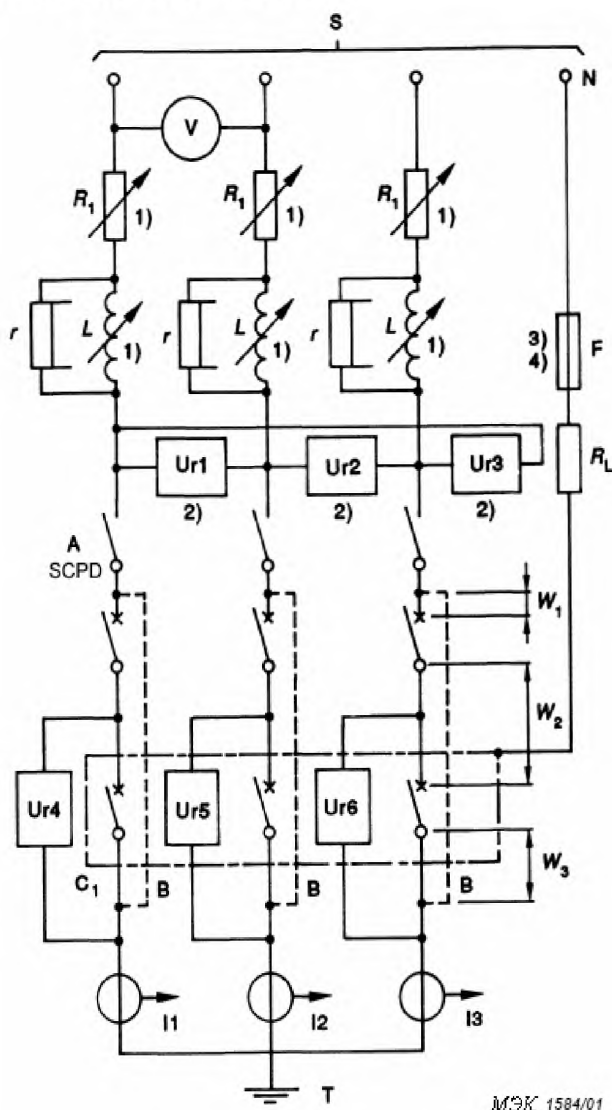 S
N
V
R₁ 1) R₁ 1) R₁ 1)
r L 1) r L 1) r L 1)
3)
4) F
Ur1 Ur2 Ur3
2) 2) 2)
R_L
A
SCPD
W₁
W₂
Ur4 Ur5 Ur6
W₃
C₁ B B B
I1 I2 I3
T
МЭК 1584/01